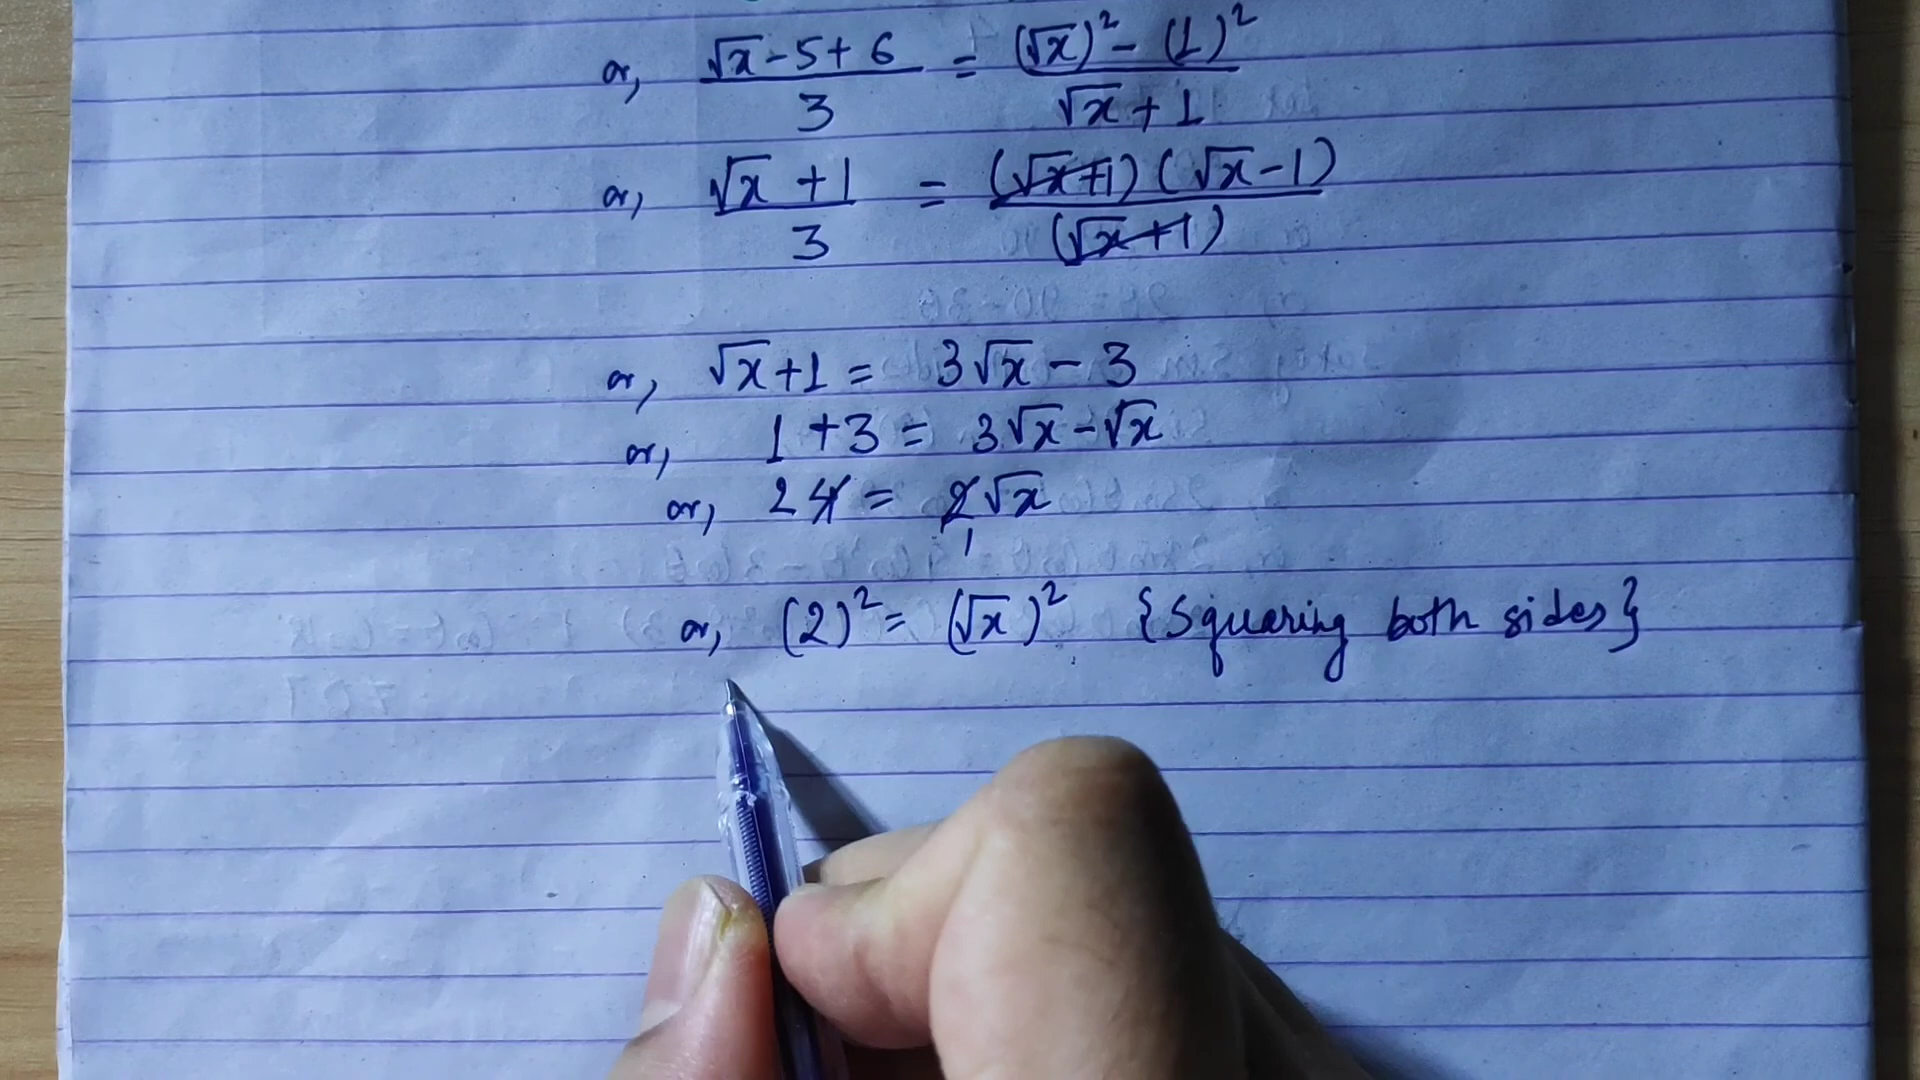 or, (√x - 5 + 6)/3 = ((√x)² - (1)²)/(√x + 1)
or, (√x + 1)/3 = ((√x+1)(√x-1))/((√x+1))
or, √x+1 = 3√x - 3
or, 1 + 3 = 3√x - √x
or, 2 4 = 2√x
1
or, (2)² = (√x)² {Squaring both sides}